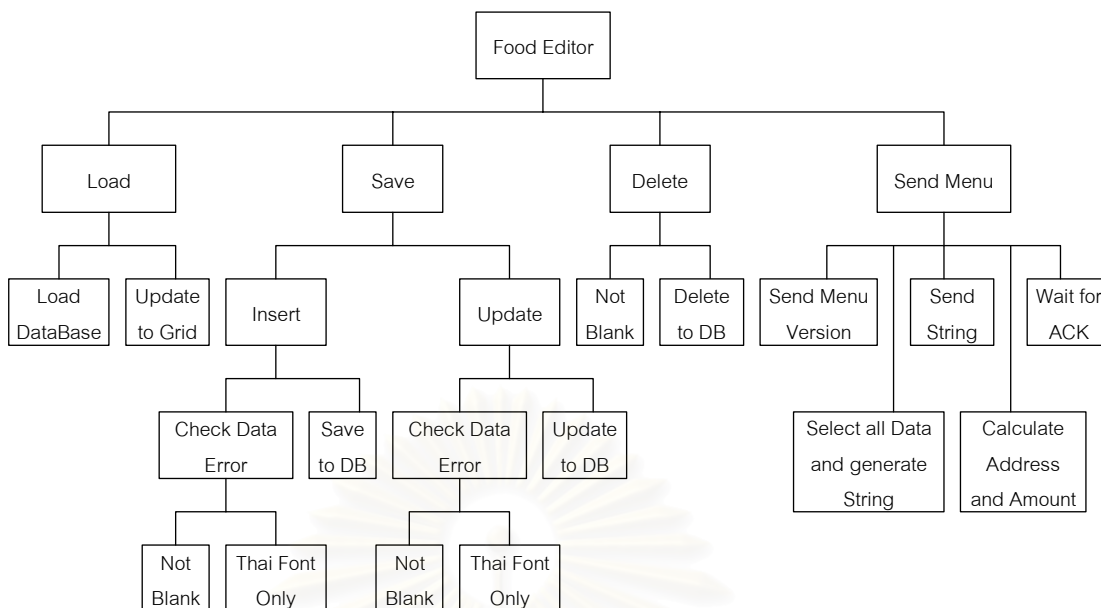 Food Editor
Load
Save
Delete
Send Menu
Load
DataBase
Update
to Grid
Insert
Update
Not
Blank
Delete
to DB
Send Menu
Version
Send
String
Wait for
ACK
Check Data
Error
Save
to DB
Check Data
Error
Update
to DB
Select all Data
and generate
String
Calculate
Address
and Amount
Not
Blank
Thai Font
Only
Not
Blank
Thai Font
Only